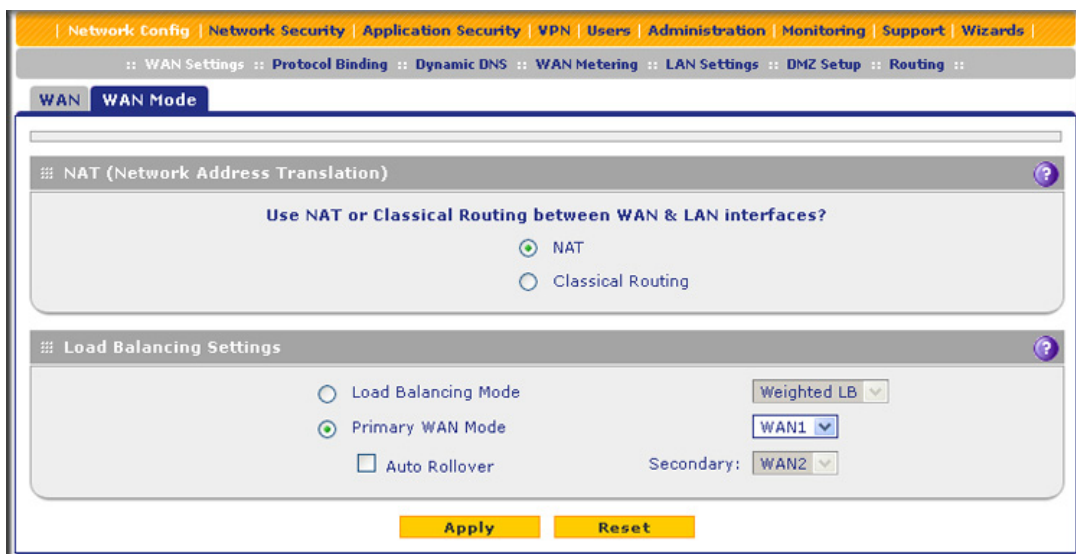 | Network Config | Network Security | Application Security | VPN | Users | Administration | Monitoring | Support | Wizards |
:: WAN Settings :: Protocol Binding :: Dynamic DNS :: WAN Metering :: LAN Settings :: DMZ Setup :: Routing ::
WAN WAN Mode
NAT (Network Address Translation) ?
Use NAT or Classical Routing between WAN & LAN interfaces?
NAT
Classical Routing
Load Balancing Settings ?
Load Balancing Mode Weighted LB
Primary WAN Mode WAN1
Auto Rollover Secondary: WAN2
Apply Reset